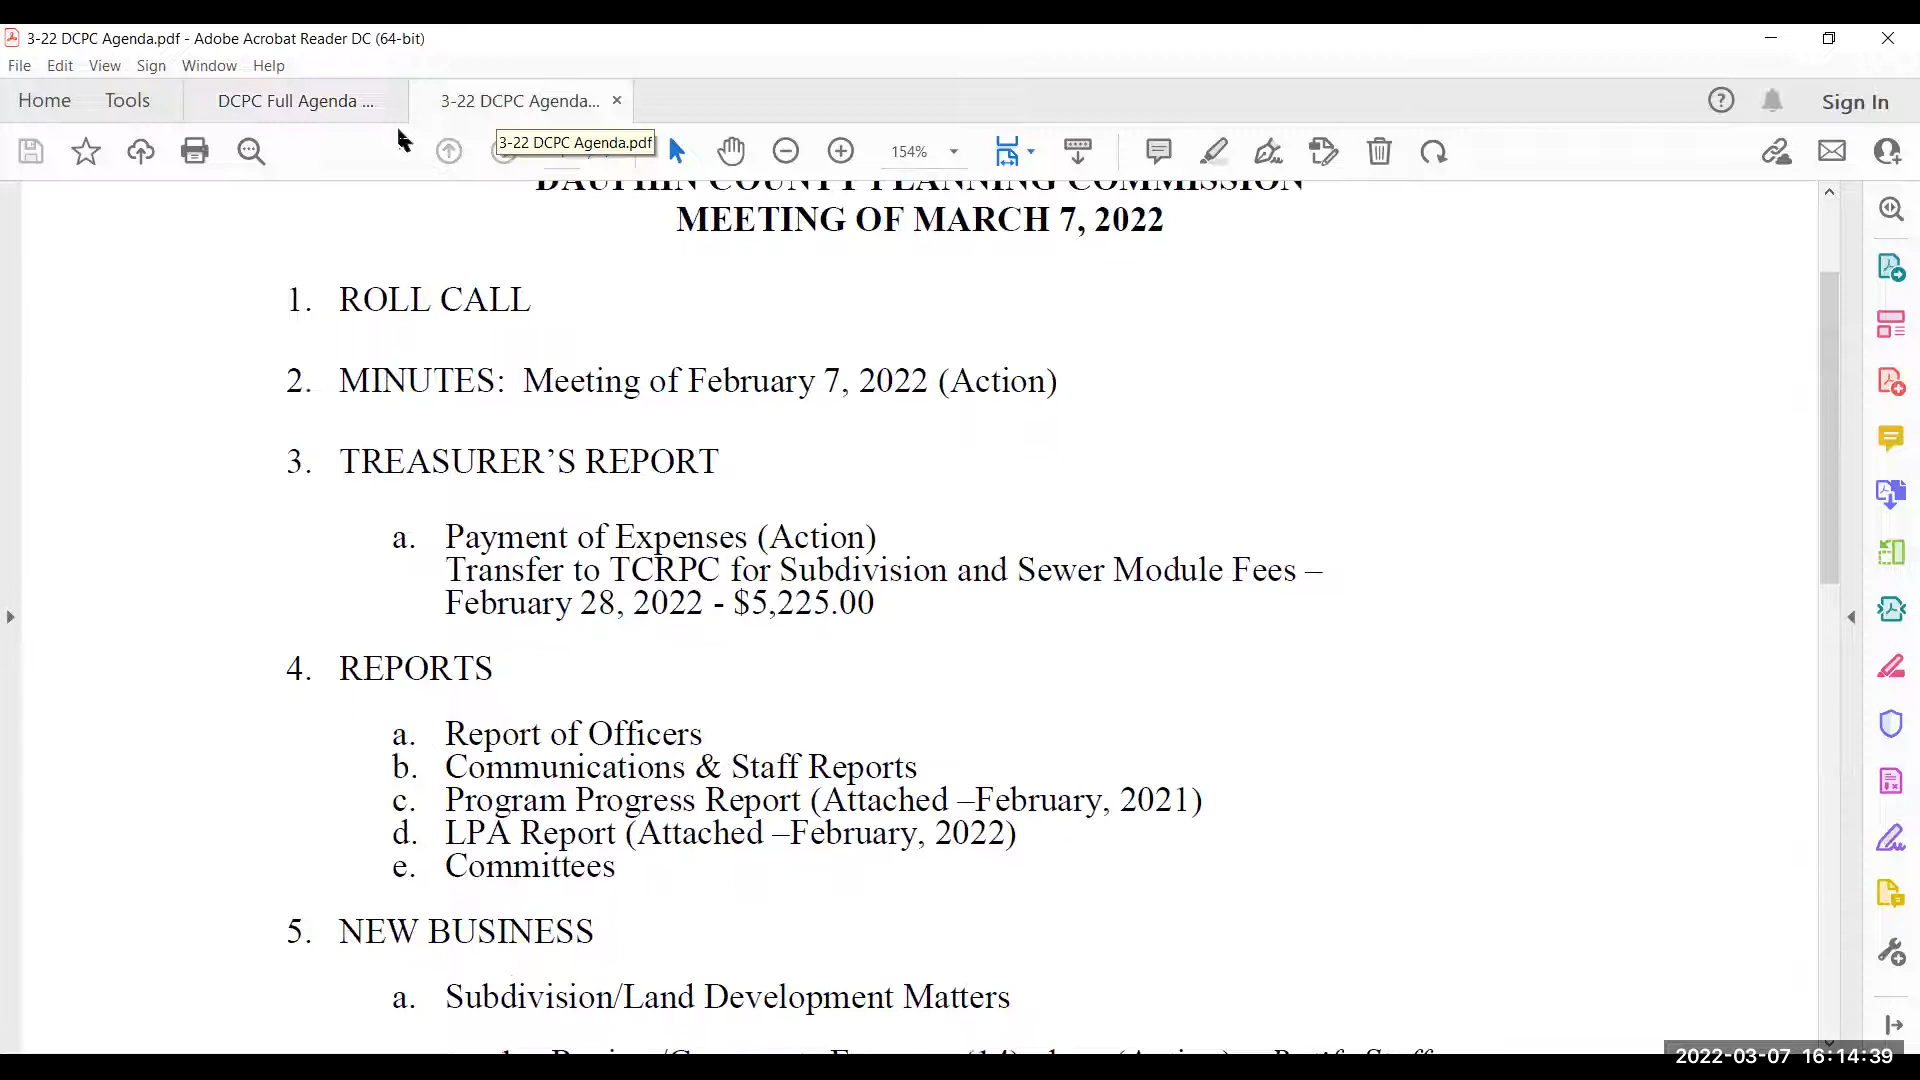 3-22 DCPC Agenda.pdf - Adobe Acrobat Reader DC (64-bit)
File Edit View Sign Window Help
Home Tools DCPC Full Agenda ... 3-22 DCPC Agenda... × Sign In
3-22 DCPC Agenda.pdf 154%
DAUPHIN COUNTY PLANNING COMMISSION
MEETING OF MARCH 7, 2022
1. ROLL CALL
2. MINUTES: Meeting of February 7, 2022 (Action)
3. TREASURER’S REPORT
a. Payment of Expenses (Action)
Transfer to TCRPC for Subdivision and Sewer Module Fees –
February 28, 2022 - $5,225.00
4. REPORTS
a. Report of Officers
b. Communications & Staff Reports
c. Program Progress Report (Attached –February, 2021)
d. LPA Report (Attached –February, 2022)
e. Committees
5. NEW BUSINESS
a. Subdivision/Land Development Matters
2022-03-07 16:14:39